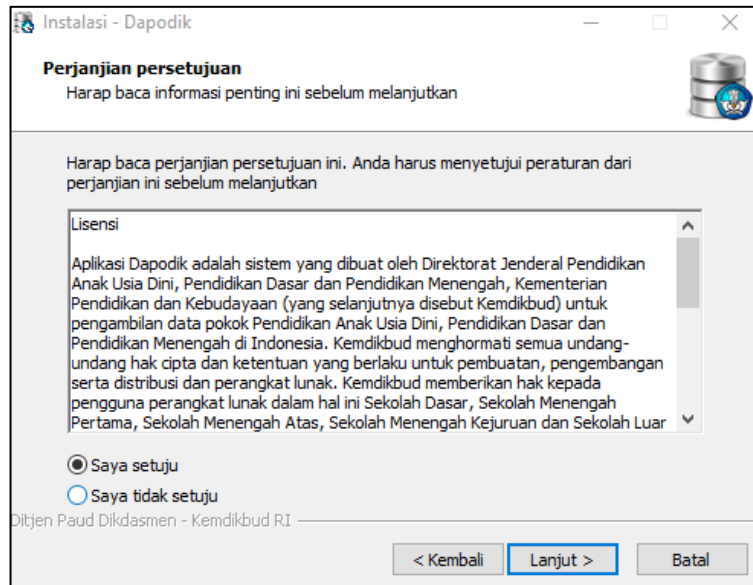 Instalasi - Dapodik
Perjanjian persetujuan
Harap baca informasi penting ini sebelum melanjutkan
Harap baca perjanjian persetujuan ini. Anda harus menyetujui peraturan dari
perjanjian ini sebelum melanjutkan
Lisensi
Aplikasi Dapodik adalah sistem yang dibuat oleh Direktorat Jenderal Pendidikan
Anak Usia Dini, Pendidikan Dasar dan Pendidikan Menengah, Kementerian
Pendidikan dan Kebudayaan (yang selanjutnya disebut Kemdikbud) untuk
pengambilan data pokok Pendidikan Anak Usia Dini, Pendidikan Dasar dan
Pendidikan Menengah di Indonesia. Kemdikbud menghormati semua undang-
undang hak cipta dan ketentuan yang berlaku untuk pembuatan, pengembangan
serta distribusi dan perangkat lunak. Kemdikbud memberikan hak kepada
pengguna perangkat lunak dalam hal ini Sekolah Dasar, Sekolah Menengah
Pertama, Sekolah Menengah Atas, Sekolah Menengah Kejuruan dan Sekolah Luar
Saya setuju
Saya tidak setuju
Ditjen Paud Dikdasmen - Kemdikbud RI
< Kembali
Lanjut >
Batal